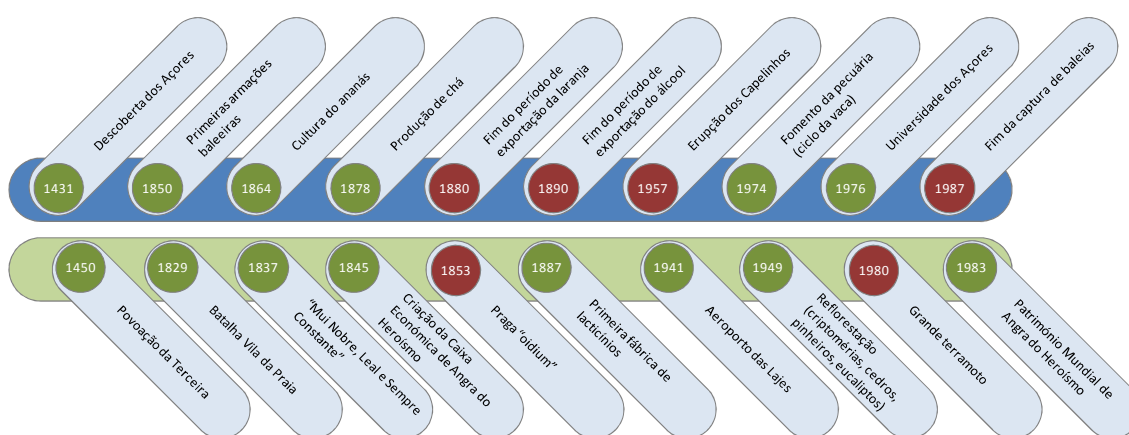 1431
Descoberta dos Açores
1850
Primeiras armações
baleeiras
1864
Cultura do ananás
1878
Produção de chá
1880
Fim do período de
exportação da laranja
1890
Fim do período de
exportação do álcool
1957
Erupção dos Capelinhos
1974
Fomento da pecuária
(ciclo da vaca)
1976
Universidade dos Açores
1987
Fim da captura de baleias
1450
Povoação da Terceira
1829
Batalha Vila da Praia
1837
“Mui Nobre, Leal e Sempre
Constante”
1845
Criação da Caixa
Económica de Angra do
Heroísmo
1853
Praga “oidium”
1887
Primeira fábrica de
lacticínios
1941
Aeroporto das Lajes
1949
Reflorestação
(criptomérias, cedros,
pinheiros, eucaliptos)
1980
Grande terramoto
1983
Património Mundial de
Angra do Heroísmo